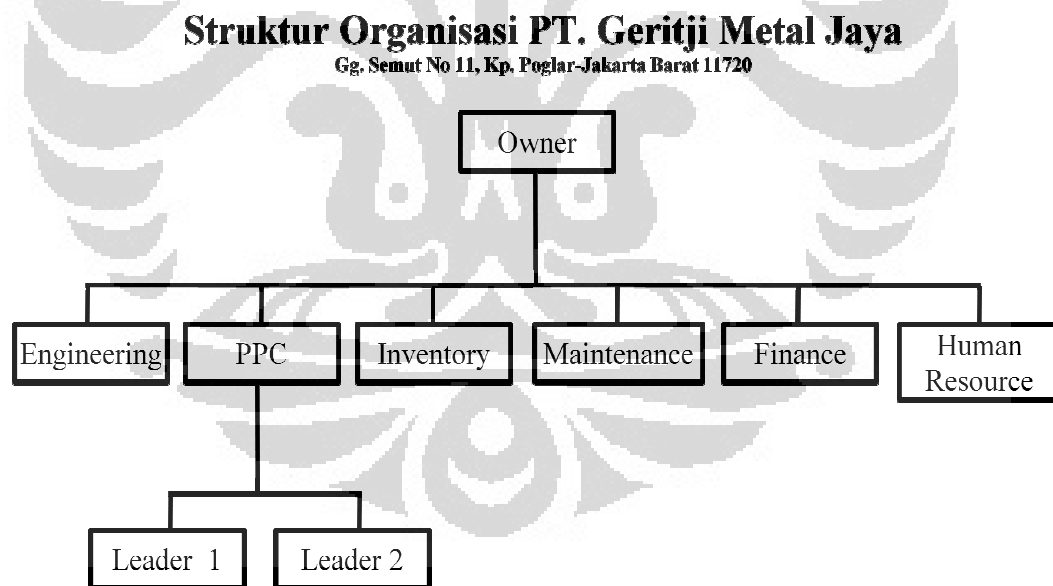 Struktur Organisasi PT. Geritji Metal Jaya
Gg. Semut No 11, Kp. Poglar-Jakarta Barat 11720
Owner
Engineering
PPC
Inventory
Maintenance
Finance
Human
Resource
Leader 1
Leader 2